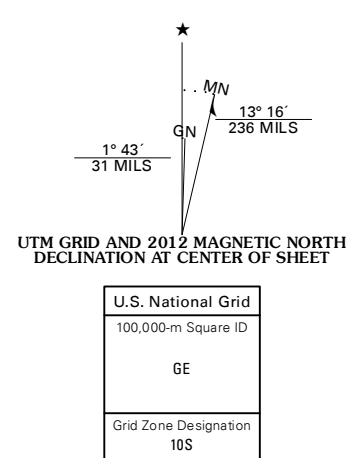 ★
MN
GN
13° 16´
236 MILS
1° 43´
31 MILS
UTM GRID AND 2012 MAGNETIC NORTH
DECLINATION AT CENTER OF SHEET
U.S. National Grid
100,000-m Square ID
GE
Grid Zone Designation
10S